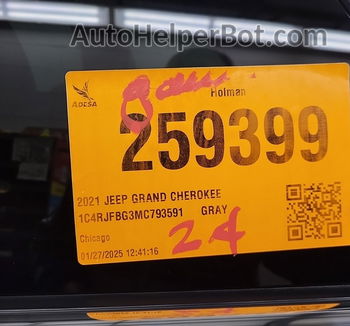 AutoHelperBot.com
ADESA
Holman
259399
2021 JEEP GRAND CHEROKEE
1C4RJFBG3MC793591 GRAY
24
Chicago
01/27/2025 12:41:16